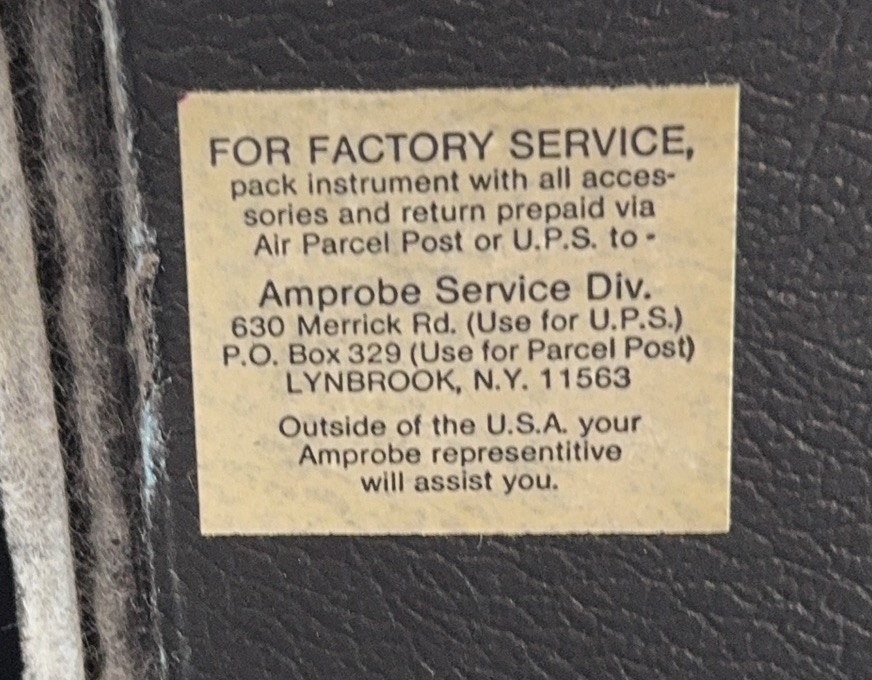 FOR FACTORY SERVICE,
pack instrument with all acces-
sories and return prepaid via
Air Parcel Post or U.P.S. to -
Amprobe Service Div.
630 Merrick Rd. (Use for U.P.S.)
P.O. Box 329 (Use for Parcel Post)
LYNBROOK, N.Y. 11563
Outside of the U.S.A. your
Amprobe representitive
will assist you.